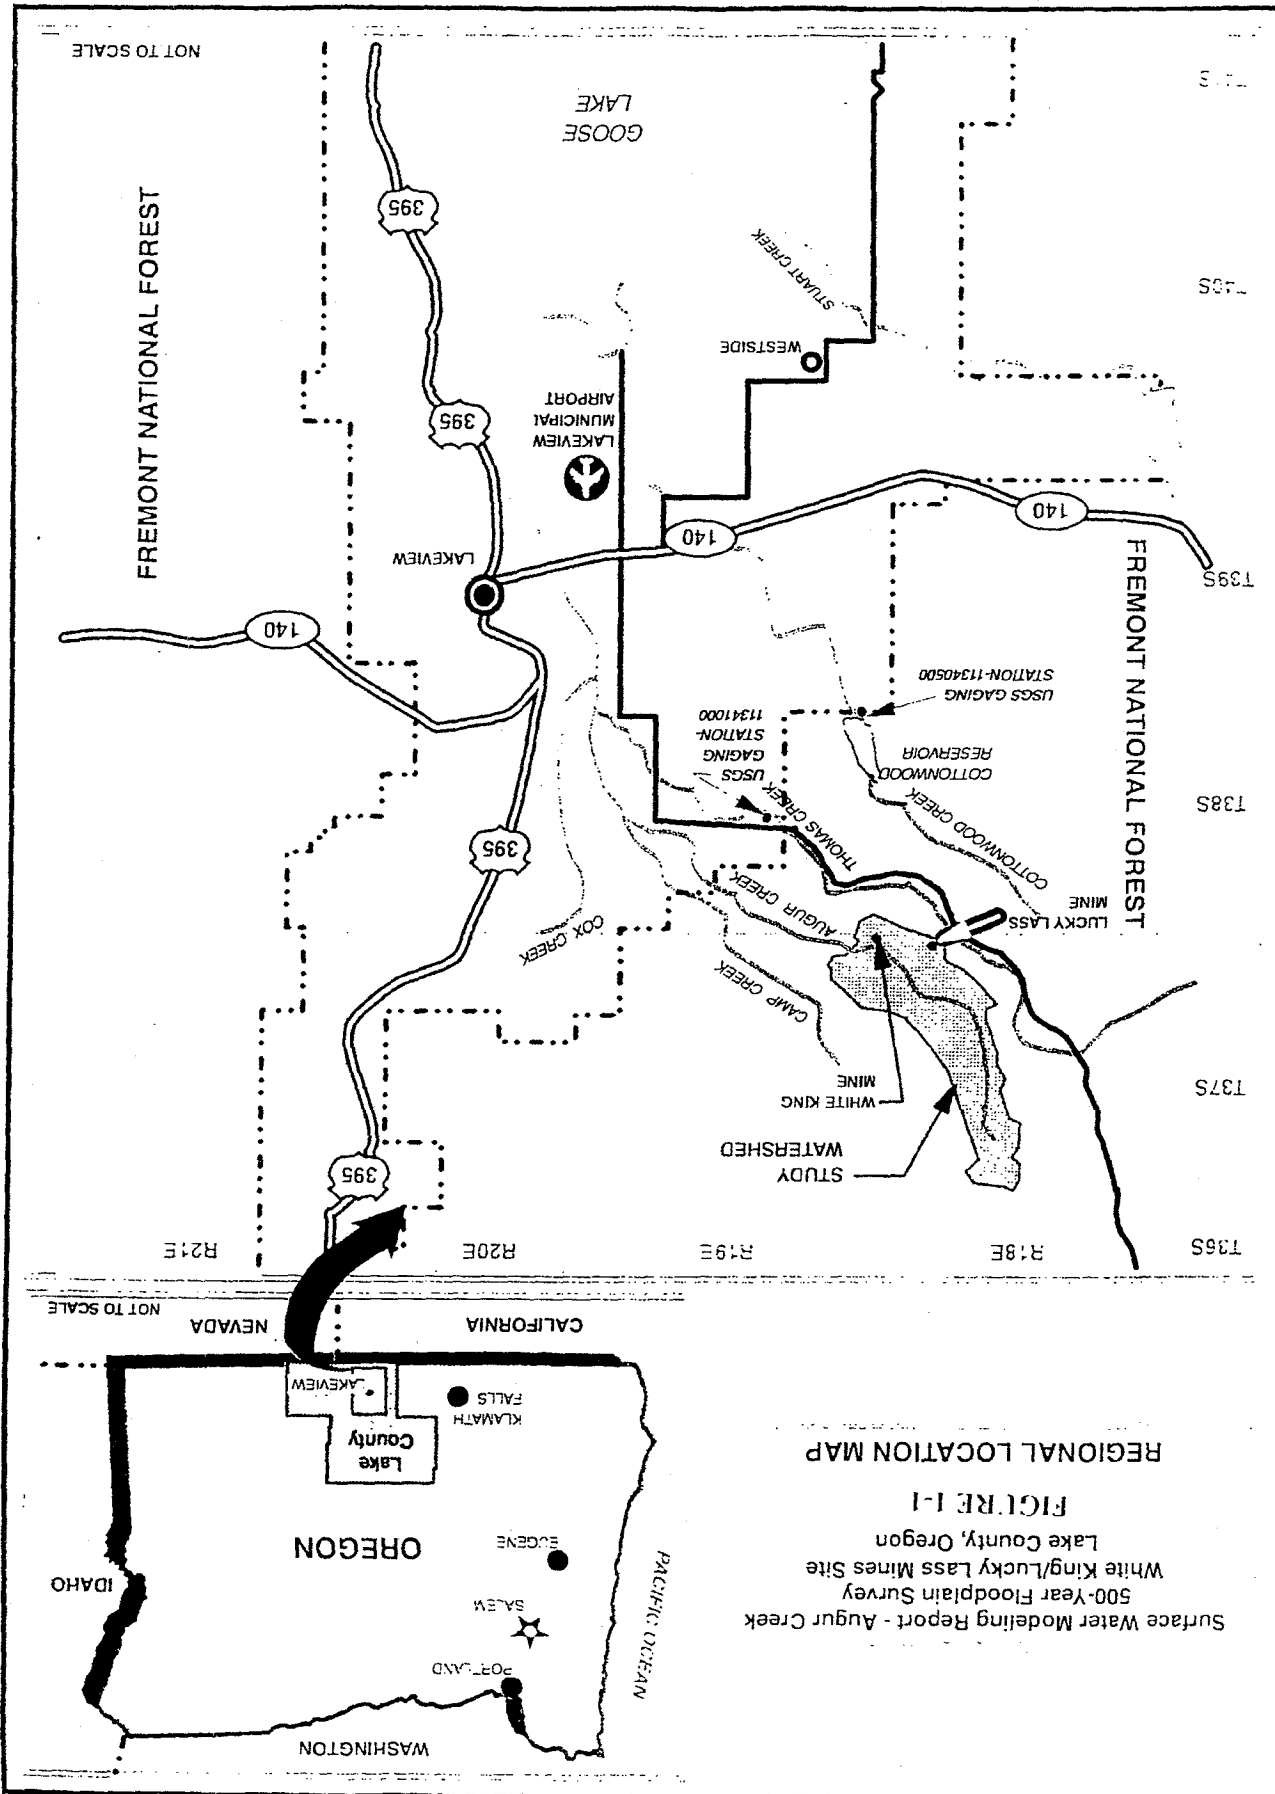 Surface Water Modeling Report - Augur Creek
500-Year Floodplain Survey
White King/Lucky Lass Mines Site
Lake County, Oregon
FIGURE 1-1
REGIONAL LOCATION MAP
WASHINGTON
PORTLAND
SALEM
PACIFIC OCEAN
EUGENE
OREGON
IDAHO
Lake
County
KLAMATH
FALLS
LAKEVIEW
CALIFORNIA
NEVADA
NOT TO SCALE
T36S
R18E
R19E
R20E
R21E
395
STUDY
WATERSHED
WHITE KING
MINE
T37S
CAMP CREEK
COX CREEK
AUGUR CREEK
LUCKY LASS
MINE
FREMONT NATIONAL FOREST
COTTONWOOD CREEK
THOMAS CREEK
395
T38S
COTTONWOOD
RESERVOIR
USGS
GAGING
STATION-
11341000
USGS GAGING
STATION-11340500
140
T39S
LAKEVIEW
140
140
FREMONT NATIONAL FOREST
LAKEVIEW
MUNICIPAL
AIRPORT
395
WESTSIDE
STUART CREEK
T40S
395
GOOSE
LAKE
NOT TO SCALE